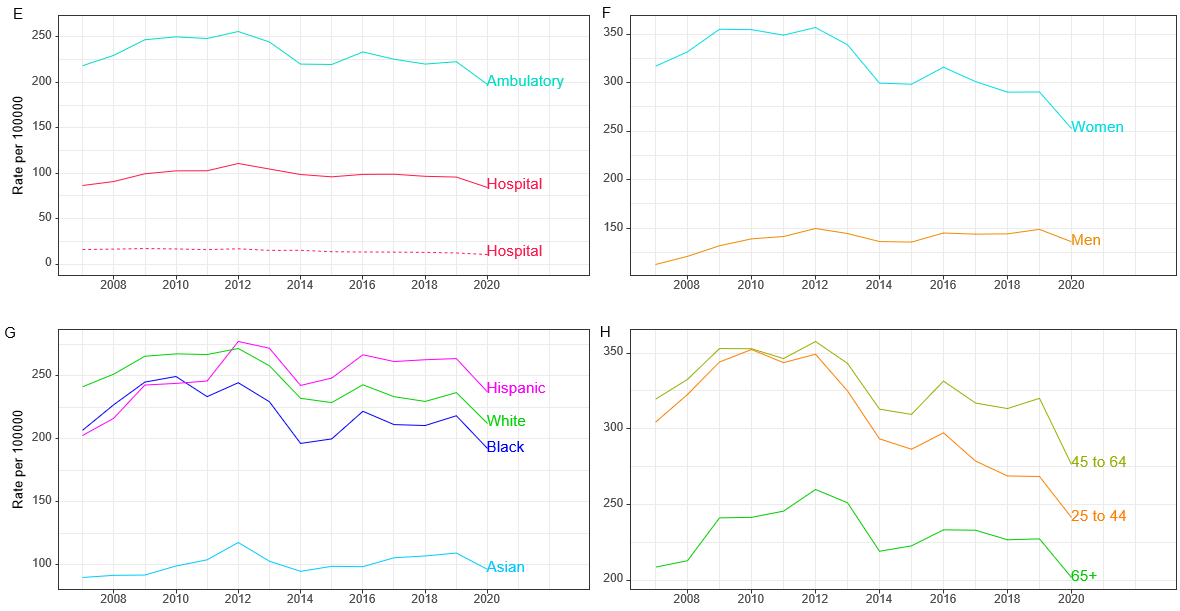 E
Rate per 100000
250
200
150
100
50
0
Ambulatory
Hospital
Hospital
2008 2010 2012 2014 2016 2018 2020
F
350
300
250
200
150
Women
Men
2008 2010 2012 2014 2016 2018 2020
G
Rate per 100000
250
200
150
100
Hispanic
White
Black
Asian
2008 2010 2012 2014 2016 2018 2020
H
350
300
250
200
45 to 64
25 to 44
65+
2008 2010 2012 2014 2016 2018 2020